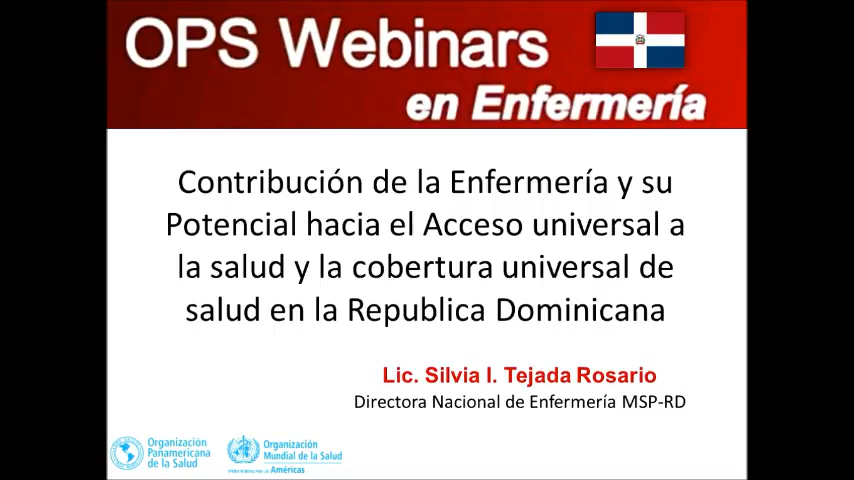 OPS Webinars
en Enfermería
Contribución de la Enfermería y su
Potencial hacia el Acceso universal a
la salud y la cobertura universal de
salud en la Republica Dominicana
Lic. Silvia I. Tejada Rosario
Directora Nacional de Enfermería MSP-RD
Organización
Panamericana
de la Salud
Organización
Mundial de la Salud
Américas